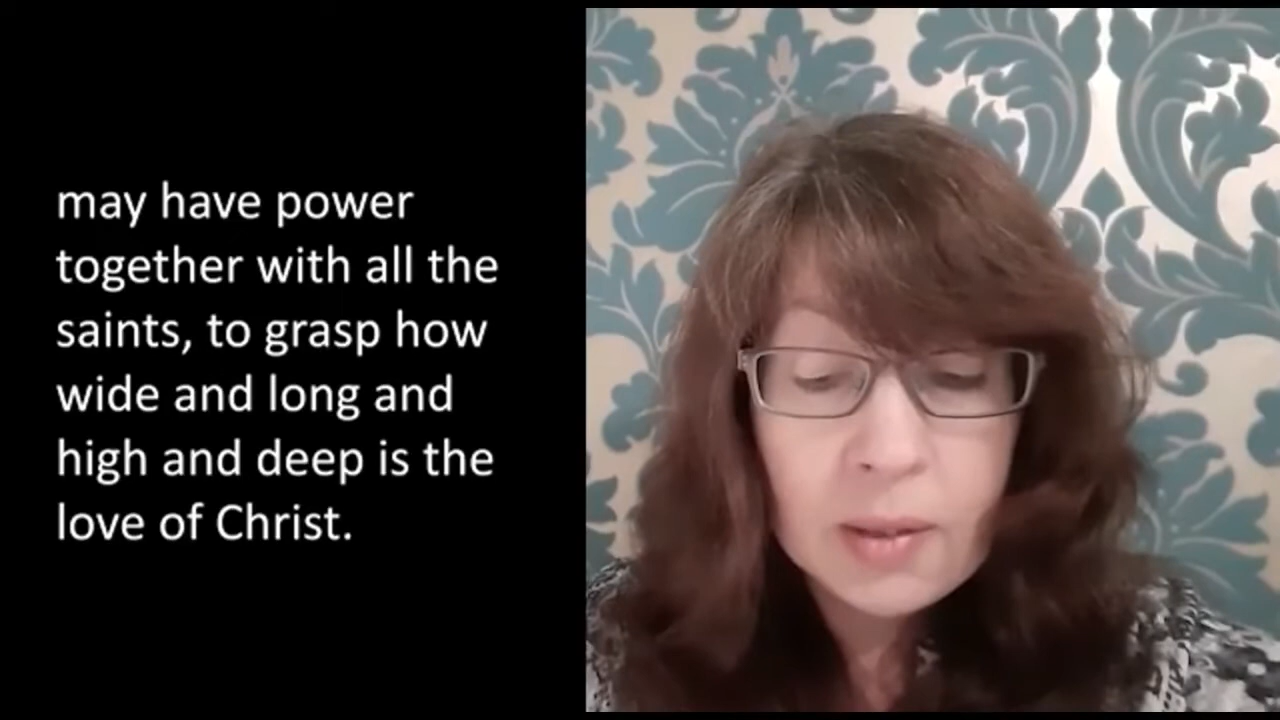 may have power
together with all the
saints, to grasp how
wide and long and
high and deep is the
love of Christ.